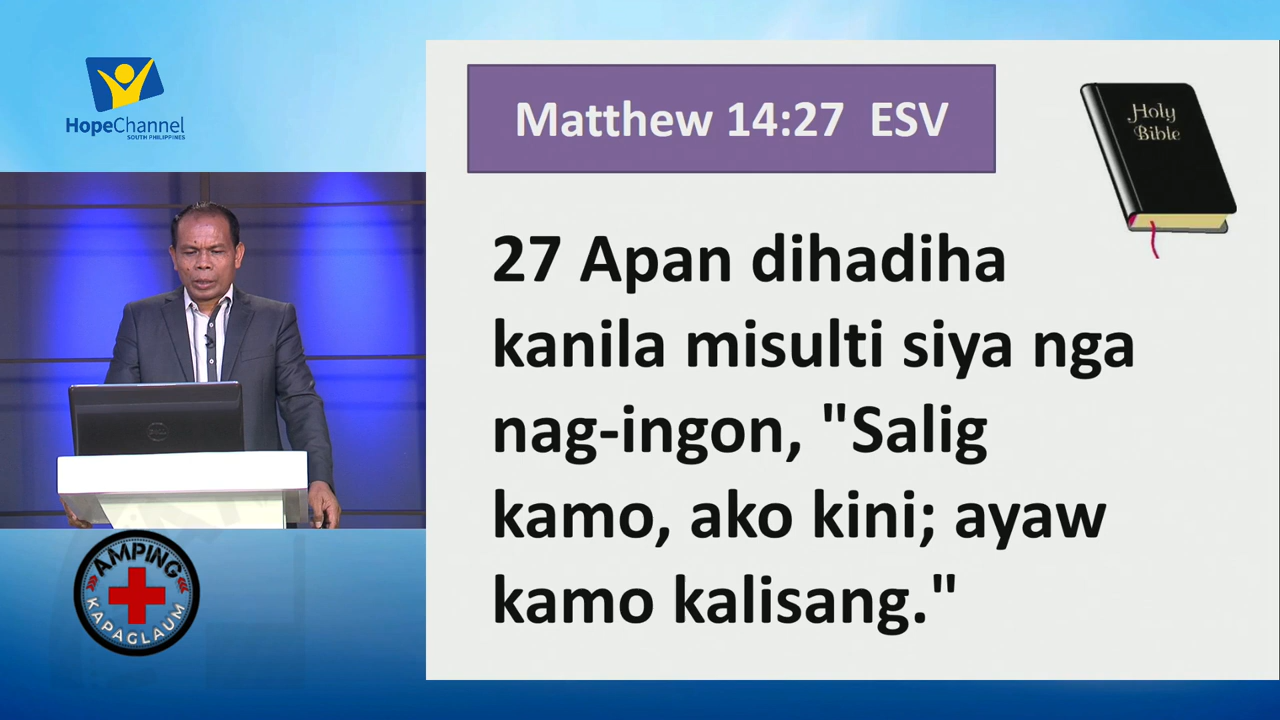 HopeChannel
SOUTH PHILIPPINES
Matthew 14:27 ESV
Holy
Bible
27 Apan dihadiha
kanila misulti siya nga
nag-ingon, "Salig
kamo, ako kini; ayaw
kamo kalisang."
DELL
AMPING
KAPAGLAUM